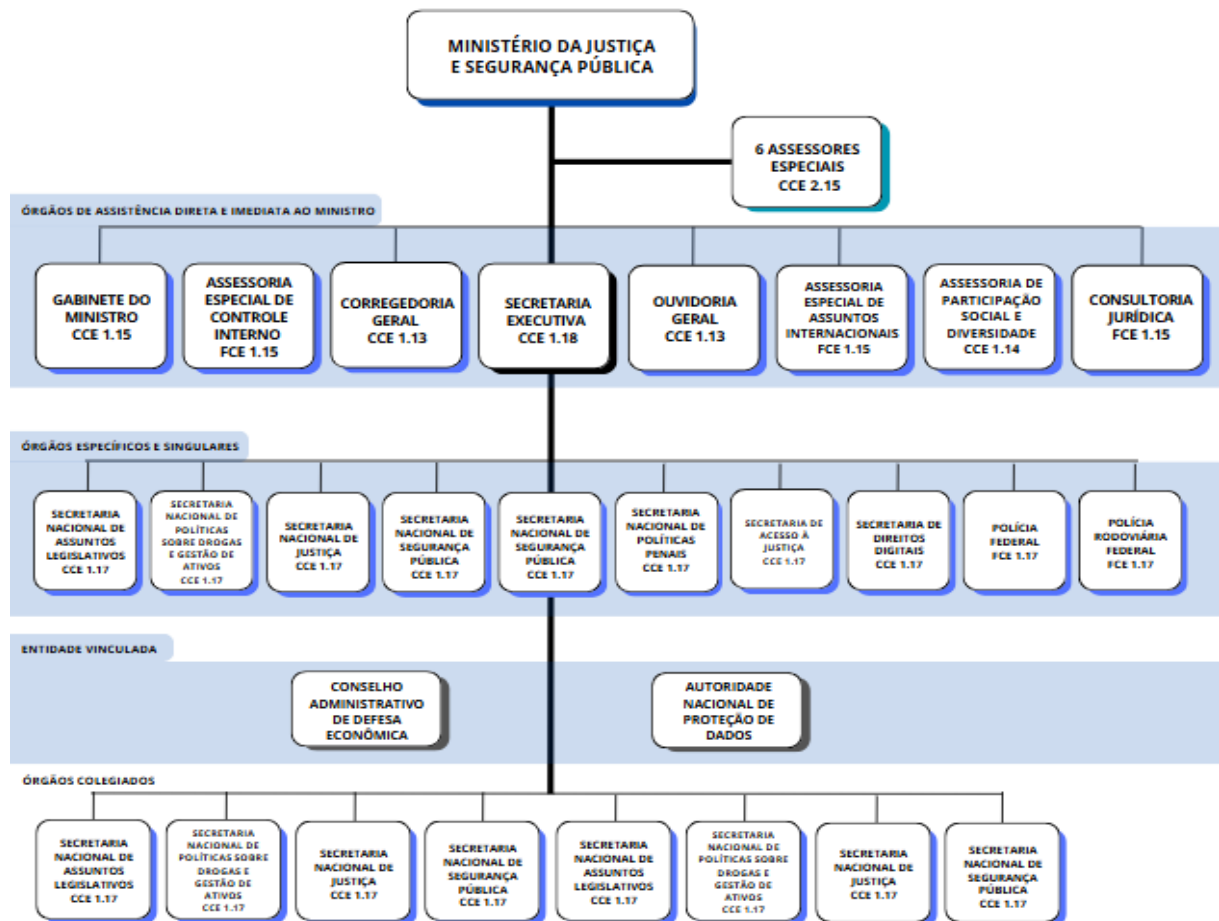 MINISTÉRIO DA JUSTIÇA
E SEGURANÇA PÚBLICA
6 ASSESSORES
ESPECIAIS
CCE 2.15
ÓRGÃOS DE ASSISTÊNCIA DIRETA E IMEDIATA AO MINISTRO
GABINETE DO
MINISTRO
CCE 1.15
ASSESSORIA
ESPECIAL DE
CONTROLE
INTERNO
FCE 1.15
CORREGEDORIA
GERAL
CCE 1.13
SECRETARIA
EXECUTIVA
CCE 1.18
OUVIDORIA
GERAL
CCE 1.13
ASSESSORIA
ESPECIAL DE
ASSUNTOS
INTERNACIONAIS
FCE 1.15
ASSESSORIA DE
PARTICIPAÇÃO
SOCIAL E
DIVERSIDADE
CCE 1.14
CONSULTORIA
JURÍDICA
FCE 1.15
ÓRGÃOS ESPECÍFICOS E SINGULARES
SECRETARIA
NACIONAL DE
ASSUNTOS
LEGISLATIVOS
CCE 1.17
SECRETARIA
NACIONAL DE
POLÍTICAS
SOBRE DROGAS
E GESTÃO DE
ATIVOS
CCE 1.17
SECRETARIA
NACIONAL DE
JUSTIÇA
CCE 1.17
SECRETARIA
NACIONAL DE
SEGURANÇA
PÚBLICA
CCE 1.17
SECRETARIA
NACIONAL DE
SEGURANÇA
PÚBLICA
CCE 1.17
SECRETARIA
NACIONAL DE
POLÍTICAS
PENAIS
CCE 1.17
SECRETARIA DE
ACESSO À
JUSTIÇA
CCE 1.17
SECRETARIA DE
DIREITOS
DIGITAIS
CCE 1.17
POLÍCIA
FEDERAL
FCE 1.17
POLÍCIA
RODOVIÁRIA
FEDERAL
FCE 1.17
ENTIDADE VINCULADA
CONSELHO
ADMINISTRATIVO
DE DEFESA
ECONÔMICA
AUTORIDADE
NACIONAL DE
PROTEÇÃO DE
DADOS
ÓRGÃOS COLEGIADOS
SECRETARIA
NACIONAL DE
ASSUNTOS
LEGISLATIVOS
CCE 1.17
SECRETARIA
NACIONAL DE
POLÍTICAS SOBRE
DROGAS E
GESTÃO DE
ATIVOS
CCE 1.17
SECRETARIA
NACIONAL DE
JUSTIÇA
CCE 1.17
SECRETARIA
NACIONAL DE
SEGURANÇA
PÚBLICA
CCE 1.17
SECRETARIA
NACIONAL DE
ASSUNTOS
LEGISLATIVOS
CCE 1.17
SECRETARIA
NACIONAL DE
POLÍTICAS SOBRE
DROGAS E
GESTÃO DE
ATIVOS
CCE 1.17
SECRETARIA
NACIONAL DE
JUSTIÇA
CCE 1.17
SECRETARIA
NACIONAL DE
SEGURANÇA
PÚBLICA
CCE 1.17